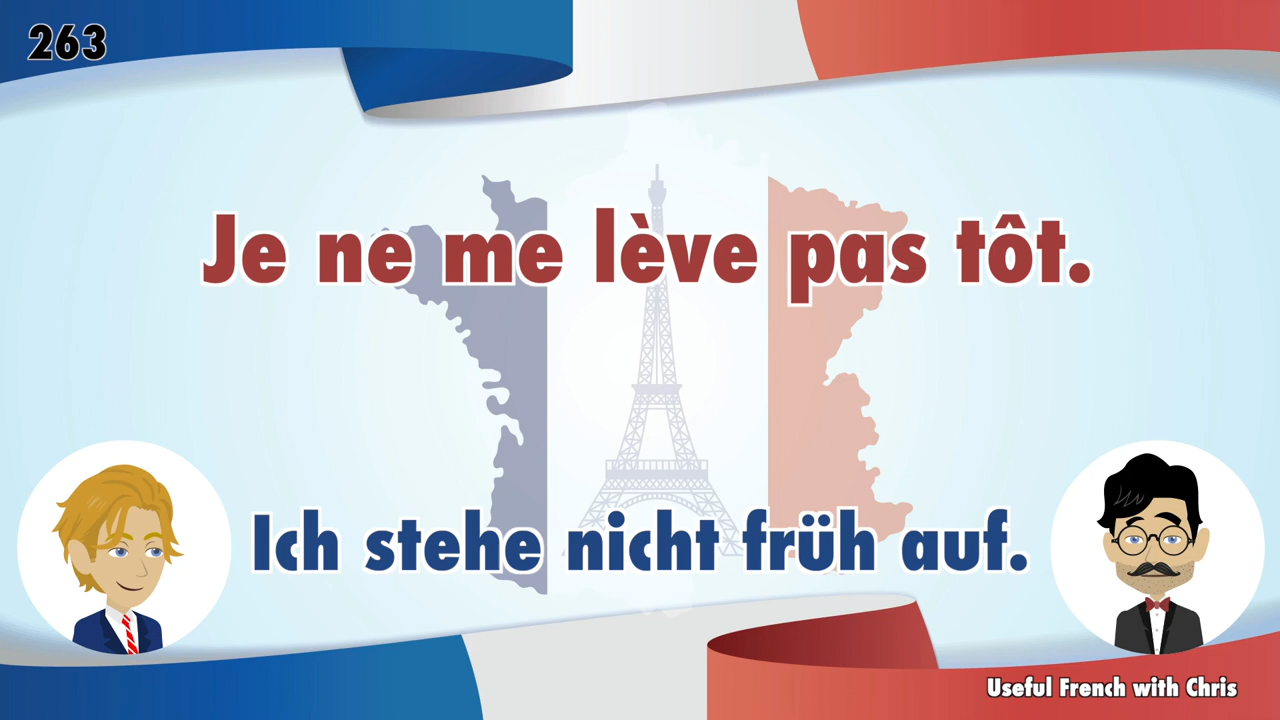 263
Je ne me lève pas tôt.
Ich stehe nicht früh auf.
Useful French with Chris